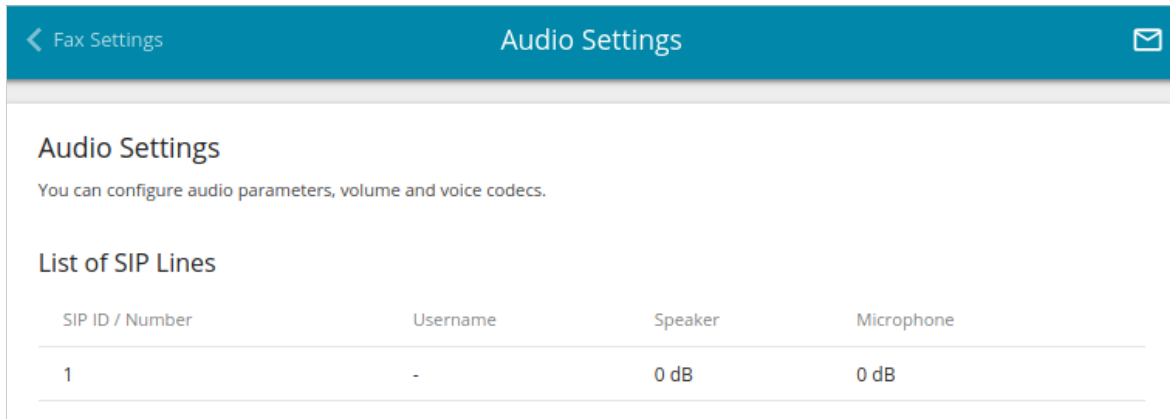 Fax Settings
Audio Settings
Audio Settings
You can configure audio parameters, volume and voice codecs.
List of SIP Lines
SIP ID / Number Username Speaker Microphone
1 - 0 dB 0 dB